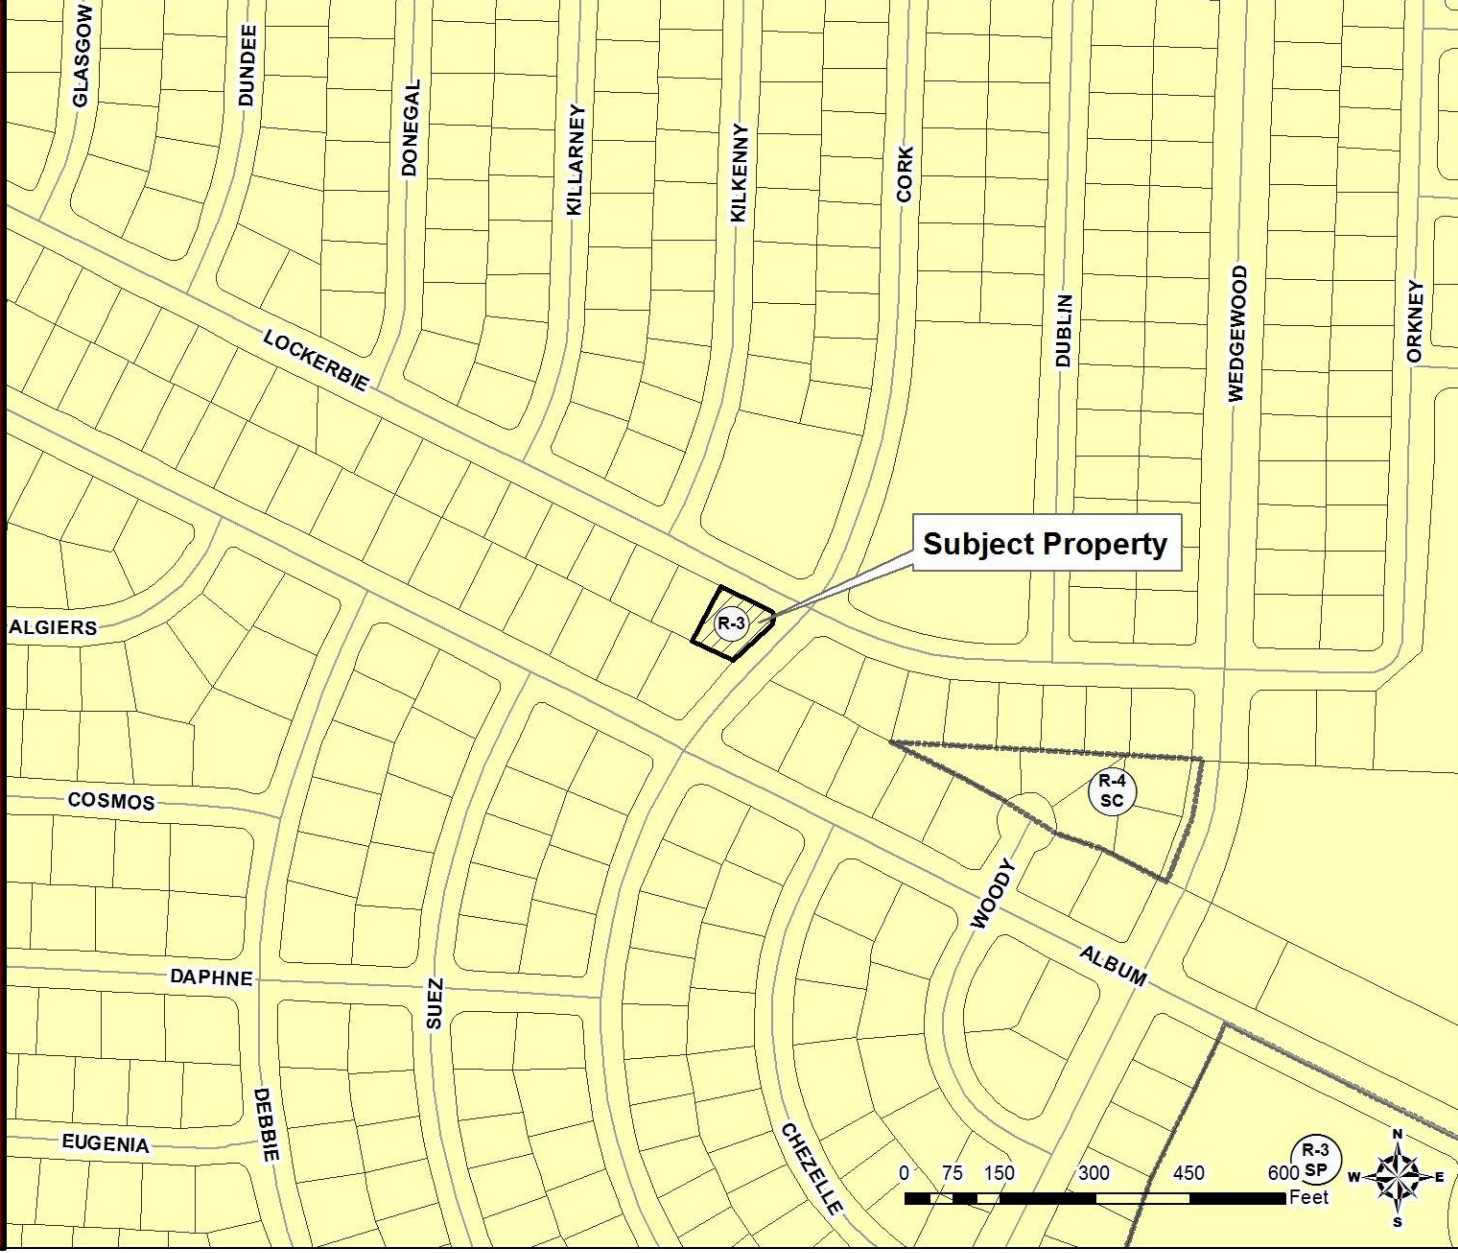 GLASGOW
DUNDEE
DONEGAL
KILLARNEY
KILKENNY
CORK
DUBLIN
WEDGEWOOD
ORKNEY
LOCKERBIE
Subject Property
R-3
ALGIERS
R-4
SC
COSMOS
WOODY
ALBUM
DAPHNE
SUEZ
DEBBIE
EUGENIA
CHEZELLE
R-3
SP
0 75 150 300 450 600
Feet
N
W E
S